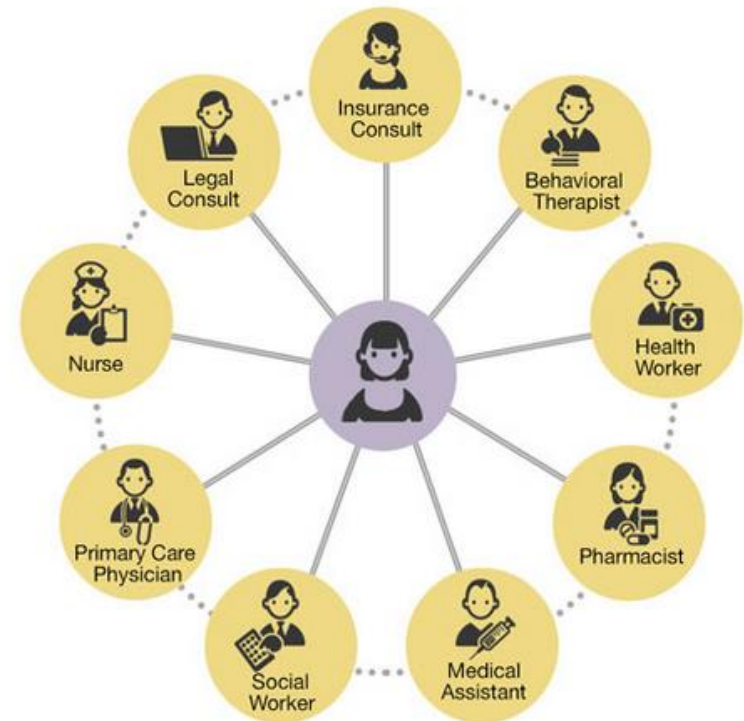 Insurance
Consult
Behavioral
Therapist
Health
Worker
Pharmacist
Medical
Assistant
Social
Worker
Primary Care
Physician
Nurse
Legal
Consult